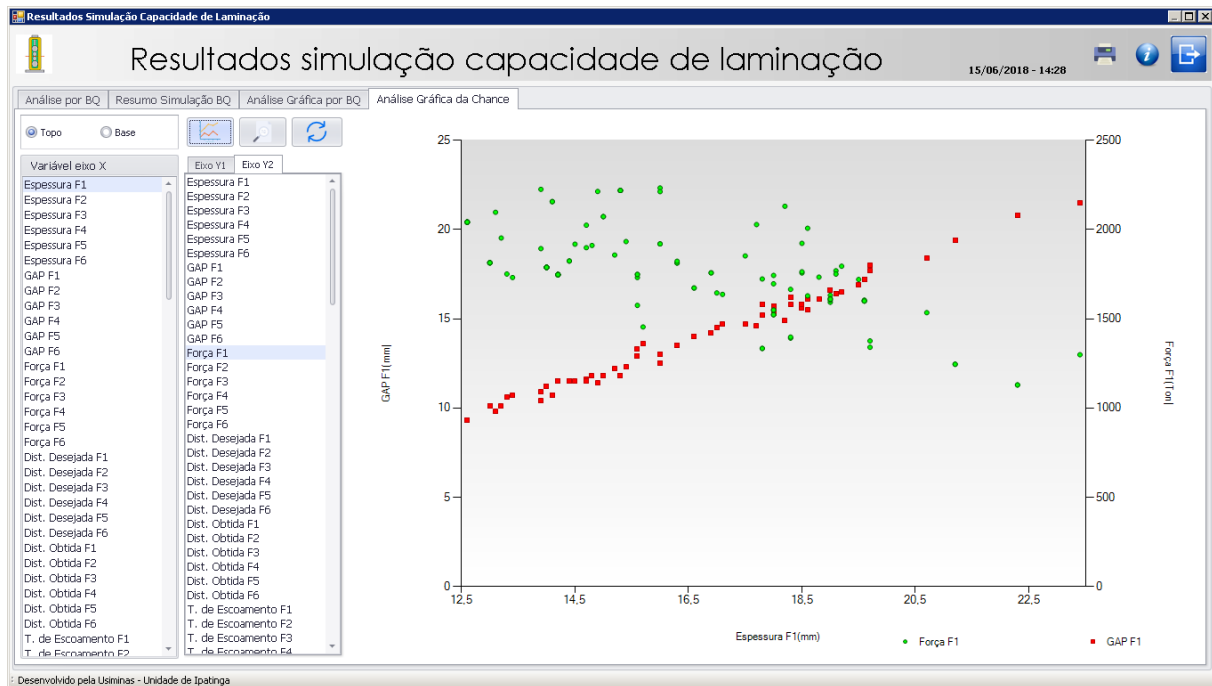 Resultados Simulação Capacidade de Laminação
Resultados simulação capacidade de laminação
15/06/2018 - 14:28
Análise por BQ
Resumo Simulação BQ
Análise Gráfica por BQ
Análise Gráfica da Chance
Topo
Base
Variável eixo X
Espessura F1
Espessura F2
Espessura F3
Espessura F4
Espessura F5
Espessura F6
GAP F1
GAP F2
GAP F3
GAP F4
GAP F5
GAP F6
Força F1
Força F2
Força F3
Força F4
Força F5
Força F6
Dist. Desejada F1
Dist. Desejada F2
Dist. Desejada F3
Dist. Desejada F4
Dist. Desejada F5
Dist. Desejada F6
Dist. Obtida F1
Dist. Obtida F2
Dist. Obtida F3
Dist. Obtida F4
Dist. Obtida F5
Dist. Obtida F6
T. de Escoamento F1
T. de Escoamento F2
Eixo Y1
Eixo Y2
Espessura F1
Espessura F2
Espessura F3
Espessura F4
Espessura F5
Espessura F6
GAP F1
GAP F2
GAP F3
GAP F4
GAP F5
GAP F6
Força F1
Força F2
Força F3
Força F4
Força F5
Força F6
Dist. Desejada F1
Dist. Desejada F2
Dist. Desejada F3
Dist. Desejada F4
Dist. Desejada F5
Dist. Desejada F6
Dist. Obtida F1
Dist. Obtida F2
Dist. Obtida F3
Dist. Obtida F4
Dist. Obtida F5
Dist. Obtida F6
T. de Escoamento F1
T. de Escoamento F2
T. de Escoamento F3
T. de Escoamento F4
GAP F1(mm)
25
20
15
10
5
0
12,5
14,5
16,5
18,5
20,5
22,5
2500
2000
1500
1000
500
0
Força F1(Ton)
Espessura F1(mm)
Força F1
GAP F1
Desenvolvido pela Usiminas - Unidade de Ipatinga